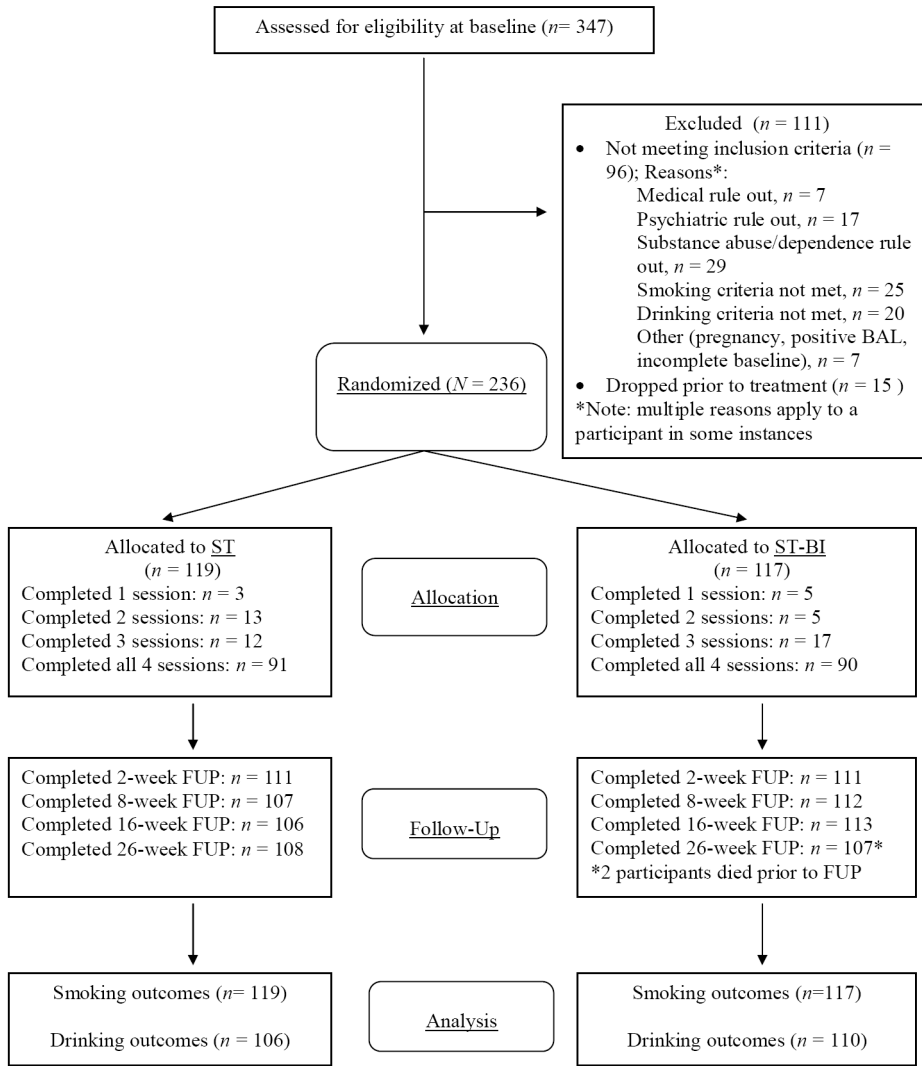 Assessed for eligibility at baseline (n= 347)
Excluded (n = 111)
• Not meeting inclusion criteria (n =
96); Reasons*:
Medical rule out, n = 7
Psychiatric rule out, n = 17
Substance abuse/dependence rule
out, n = 29
Smoking criteria not met, n = 25
Drinking criteria not met, n = 20
Other (pregnancy, positive BAL,
incomplete baseline), n = 7
• Dropped prior to treatment (n = 15 )
*Note: multiple reasons apply to a
participant in some instances
Randomized (N = 236)
Allocated to ST
(n = 119)
Completed 1 session: n = 3
Completed 2 sessions: n = 13
Completed 3 sessions: n = 12
Completed all 4 sessions: n = 91
Allocation
Allocated to ST-BI
(n = 117)
Completed 1 session: n = 5
Completed 2 sessions: n = 5
Completed 3 sessions: n = 17
Completed all 4 sessions: n = 90
Completed 2-week FUP: n = 111
Completed 8-week FUP: n = 107
Completed 16-week FUP: n = 106
Completed 26-week FUP: n = 108
Follow-Up
Completed 2-week FUP: n = 111
Completed 8-week FUP: n = 112
Completed 16-week FUP: n = 113
Completed 26-week FUP: n = 107*
*2 participants died prior to FUP
Smoking outcomes (n= 119)
Drinking outcomes (n = 106)
Analysis
Smoking outcomes (n=117)
Drinking outcomes (n = 110)